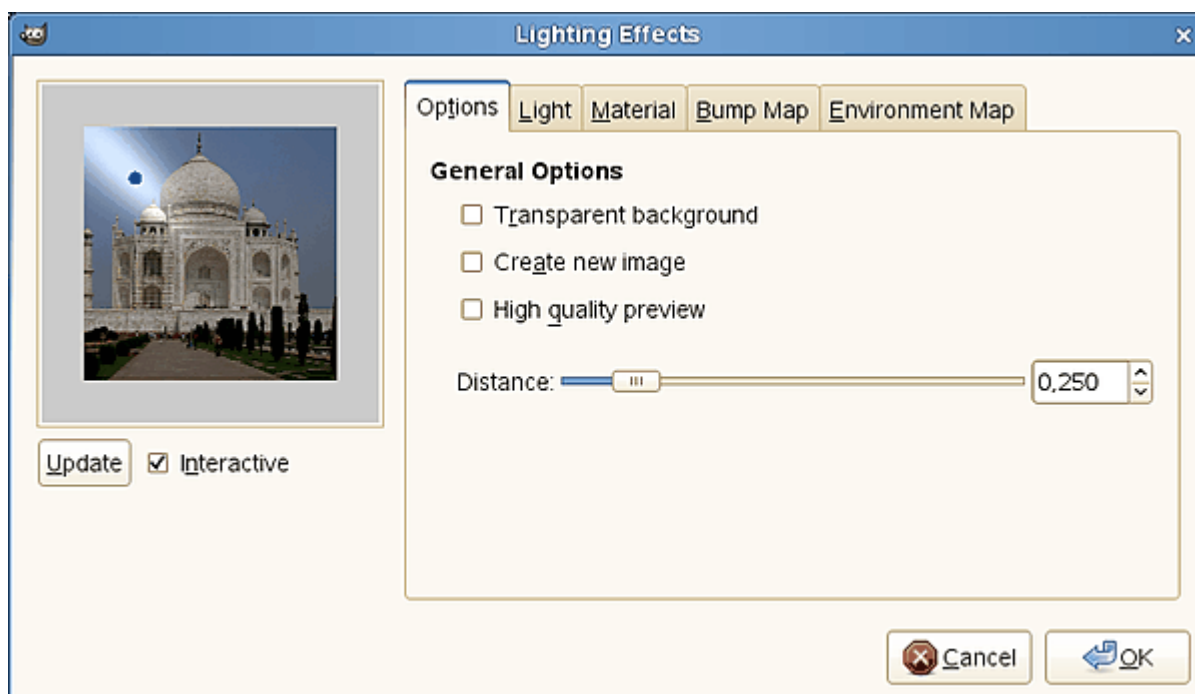 Lighting Effects
Options Light Material Bump Map Environment Map
General Options
Transparent background
Create new image
High quality preview
Distance: 0,250
Update Interactive
Cancel OK